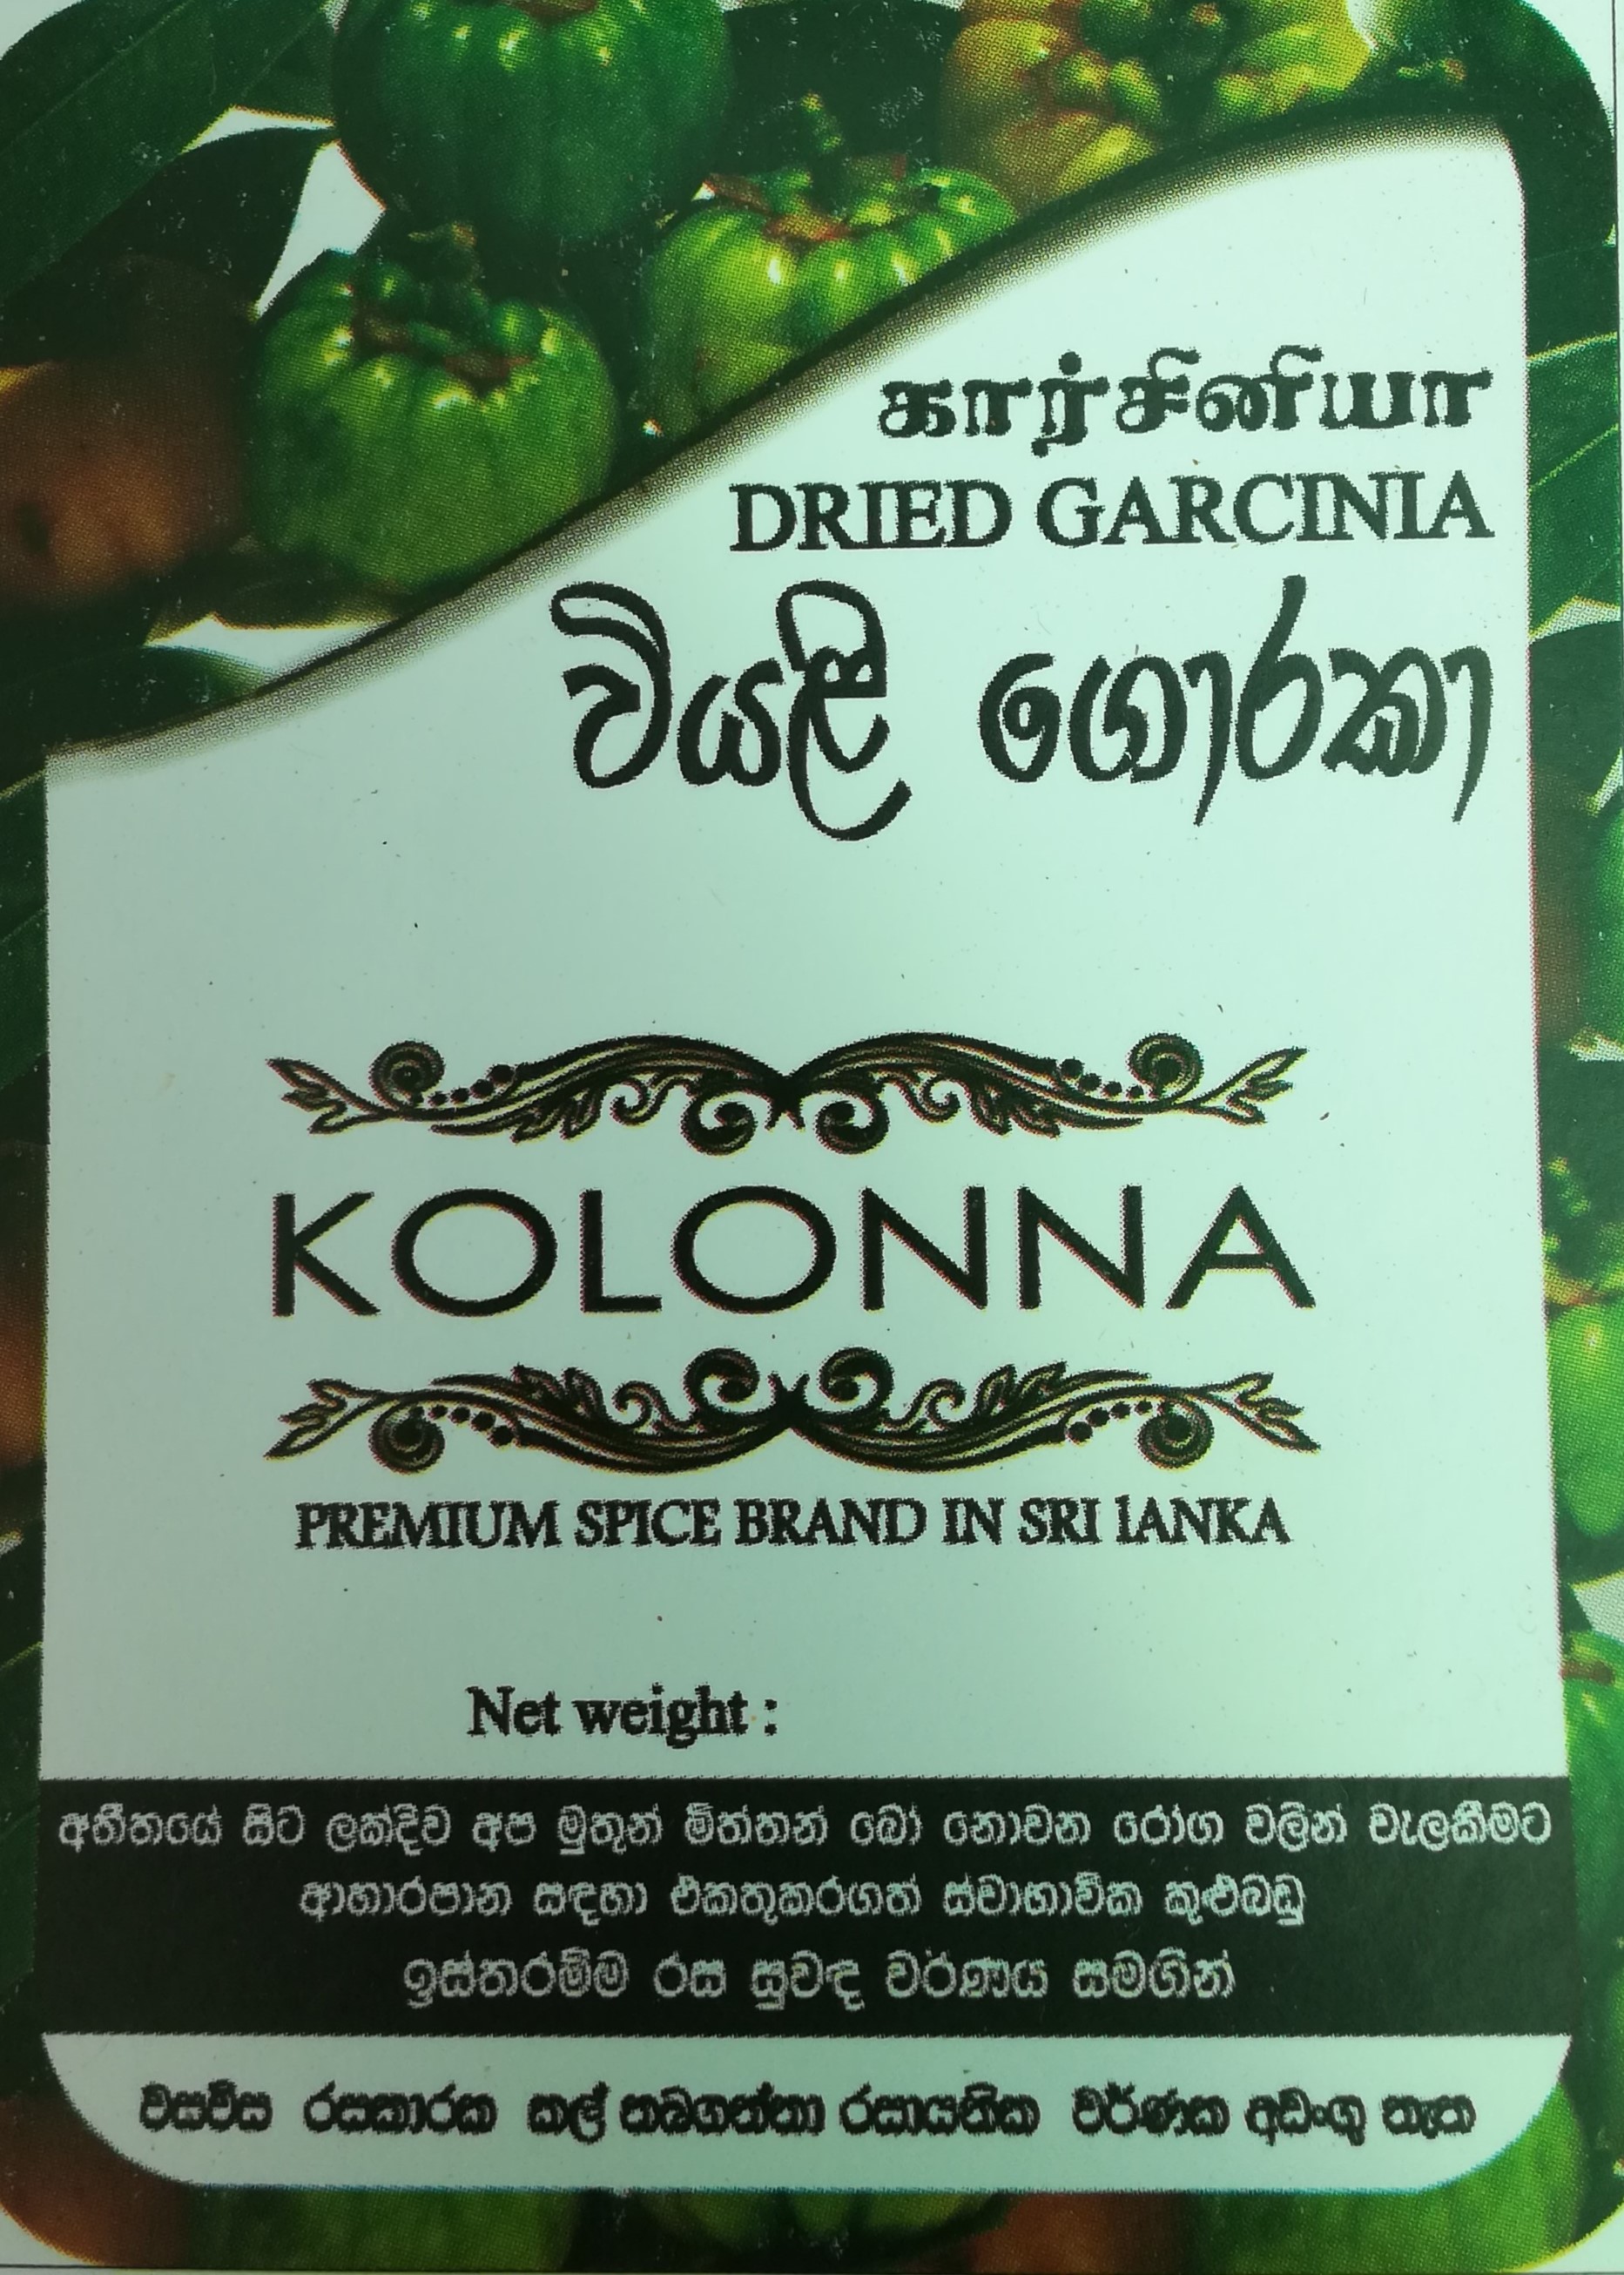 கார்சினியா
DRIED GARCINIA
වියළි ගොරකා
KOLONNA
PREMIUM SPICE BRAND IN SRI lANKA
Net weight :
අතීතයේ සිට ලක්දිව අප මුතුන් මිත්තන් බෝ නොවන රෝග වලින් වැලකීමට
ආහාරපාන සඳහා එකතුකරගත් ස්වාභාවික කුළුබඩු
ඉස්තරම්ම රස සුවඳ වර්ණය සමගින්
වසවිස රසකාරක කල් තබගන්නා රසායනික වර්ණක අඩංගු නැත